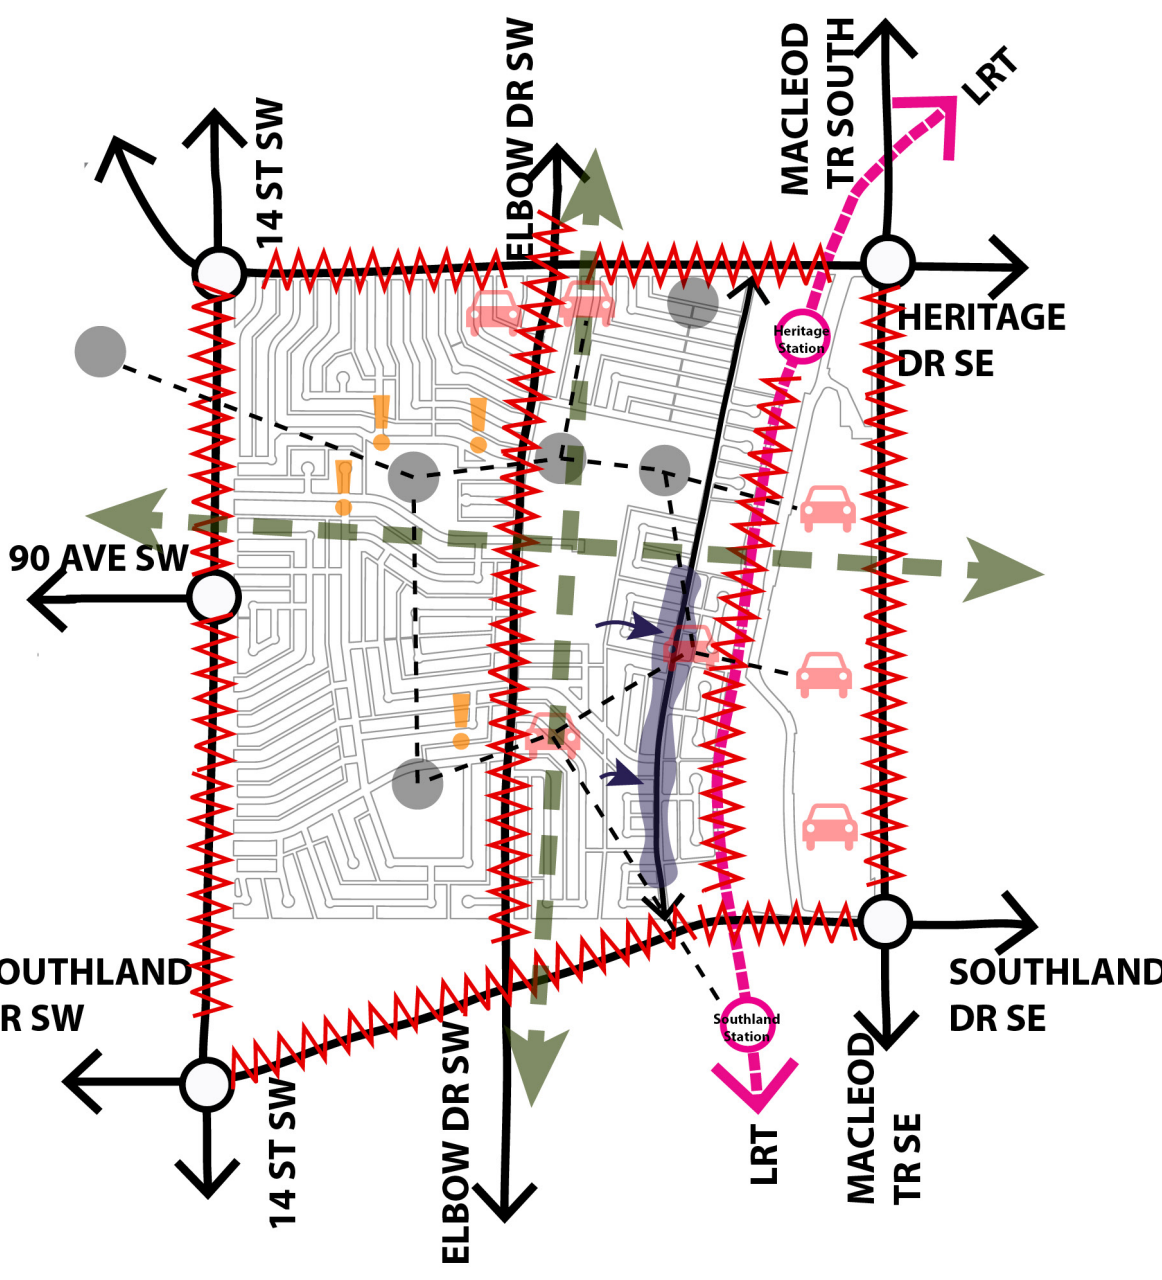 14 ST SW
ELBOW DR SW
MACLEOD
TR SOUTH
LRT
HERITAGE
DR SE
Heritage
Station
90 AVE SW
OUTHLAND
R SW
SOUTHLAND
DR SE
Southland
Station
14 ST SW
ELBOW DR SW
LRT
MACLEOD
TR SE